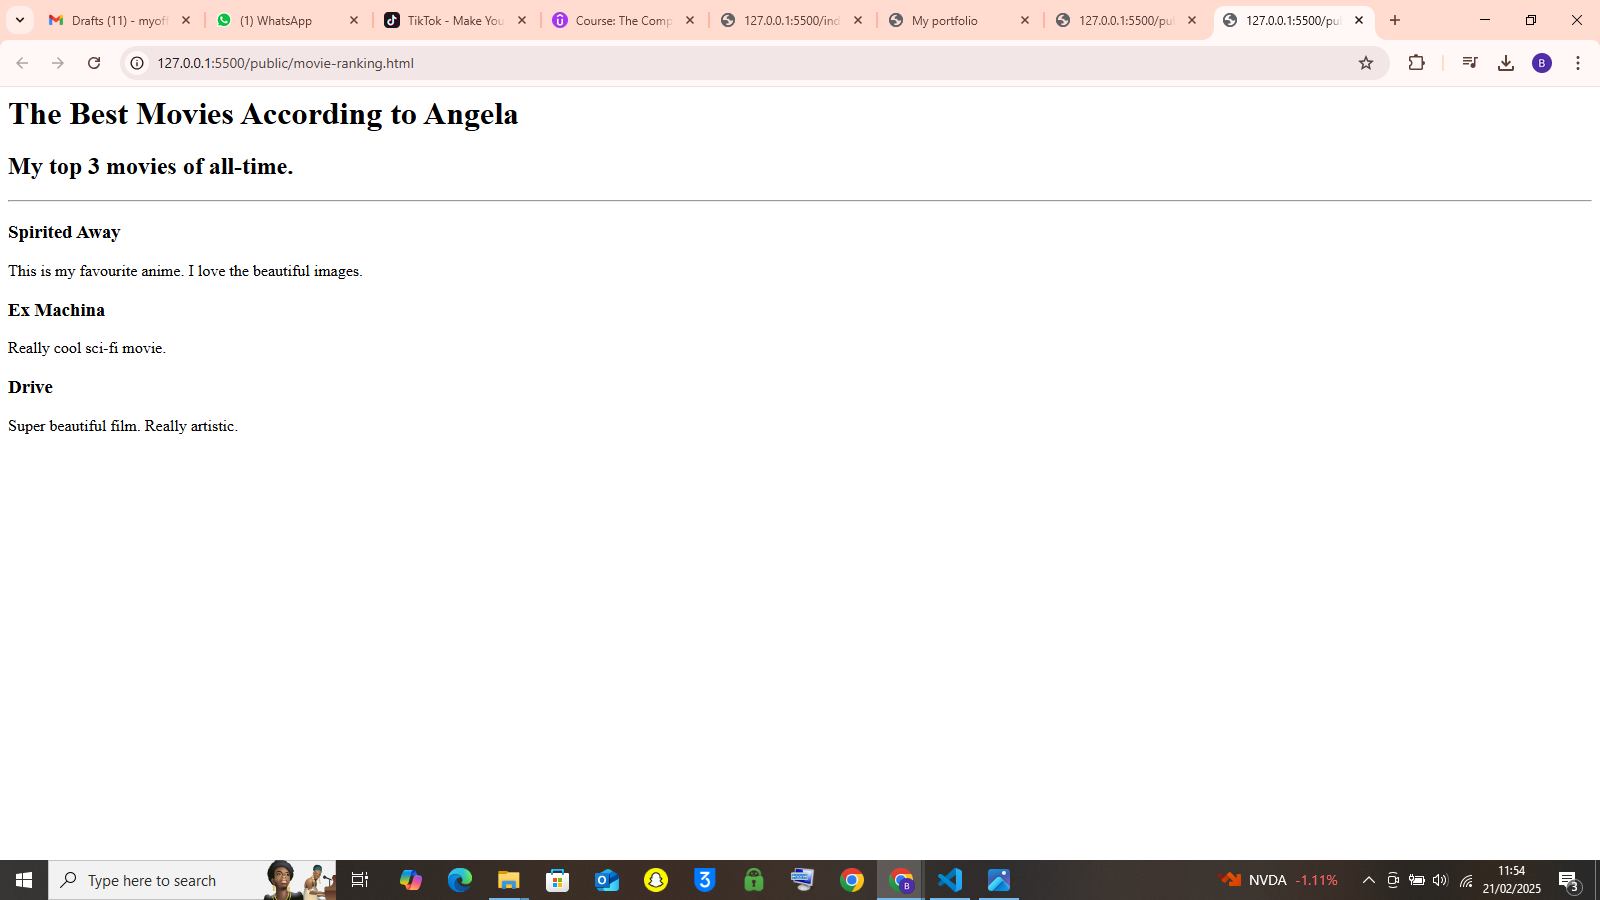 Drafts (11) - myoff
(1) WhatsApp
TikTok - Make You
Course: The Comp
127.0.0.1:5500/ind
My portfolio
127.0.0.1:5500/pu
127.0.0.1:5500/pu
127.0.0.1:5500/public/movie-ranking.html
B
The Best Movies According to Angela
My top 3 movies of all-time.
Spirited Away
This is my favourite anime. I love the beautiful images.
Ex Machina
Really cool sci-fi movie.
Drive
Super beautiful film. Really artistic.
Type here to search
3
B
NVDA -1.11%
11:54
21/02/2025
3